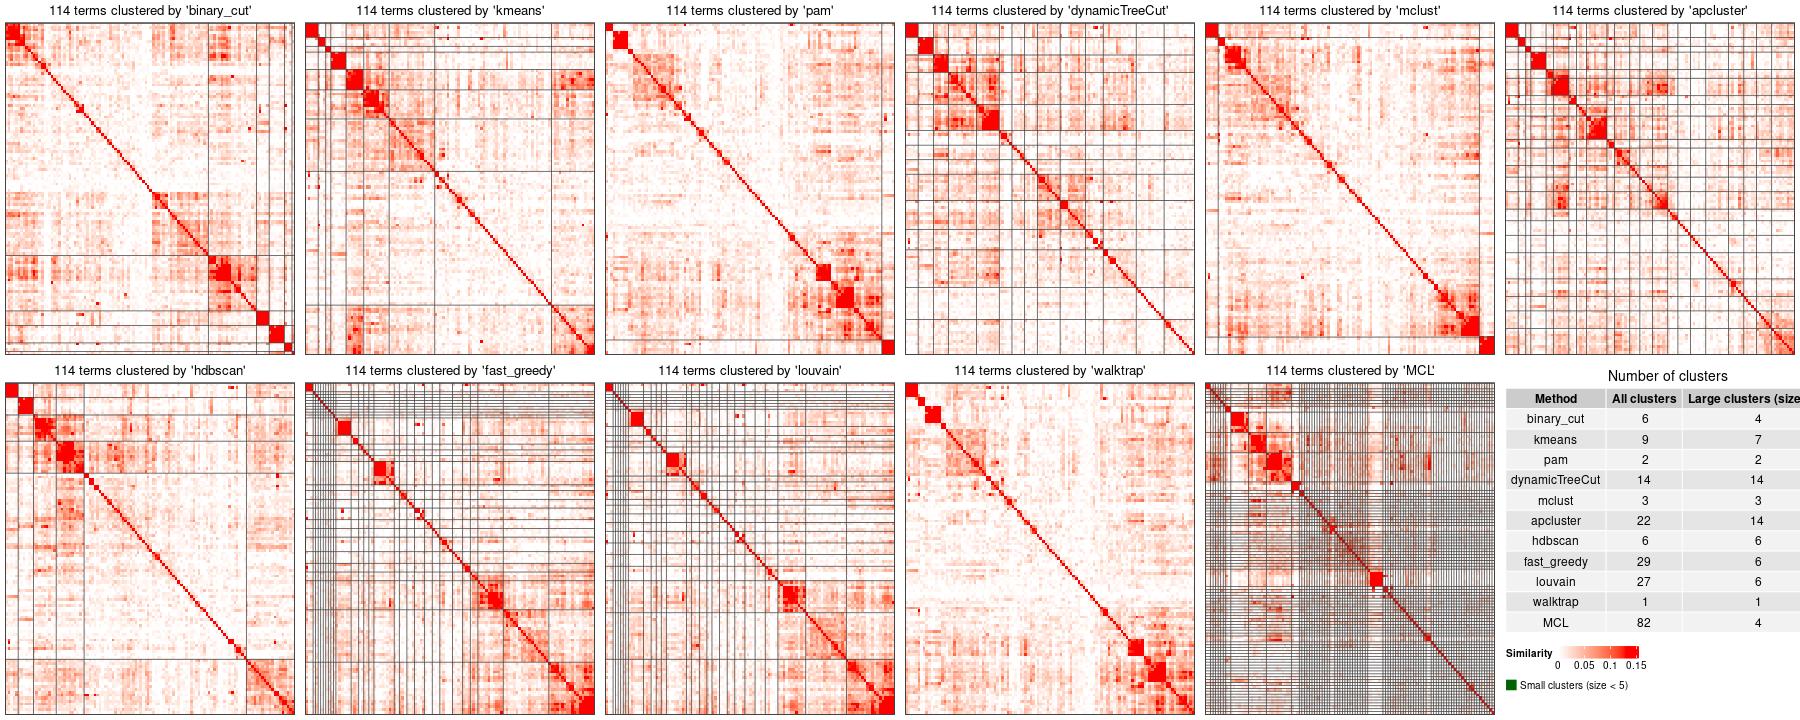 114 terms clustered by 'binary_cut'
114 terms clustered by 'kmeans'
114 terms clustered by 'pam'
114 terms clustered by 'dynamicTreeCut'
114 terms clustered by 'mclust'
114 terms clustered by 'apcluster'
114 terms clustered by 'hdbscan'
114 terms clustered by 'fast_greedy'
114 terms clustered by 'louvain'
114 terms clustered by 'walktrap'
114 terms clustered by 'MCL'
Number of clusters
Method All clusters Large clusters (size
binary_cut 6 4
kmeans 9 7
pam 2 2
dynamicTreeCut 14 14
mclust 3 3
apcluster 22 14
hdbscan 6 6
fast_greedy 29 6
louvain 27 6
walktrap 1 1
MCL 82 4
Similarity
0 0.05 0.1 0.15
Small clusters (size < 5)